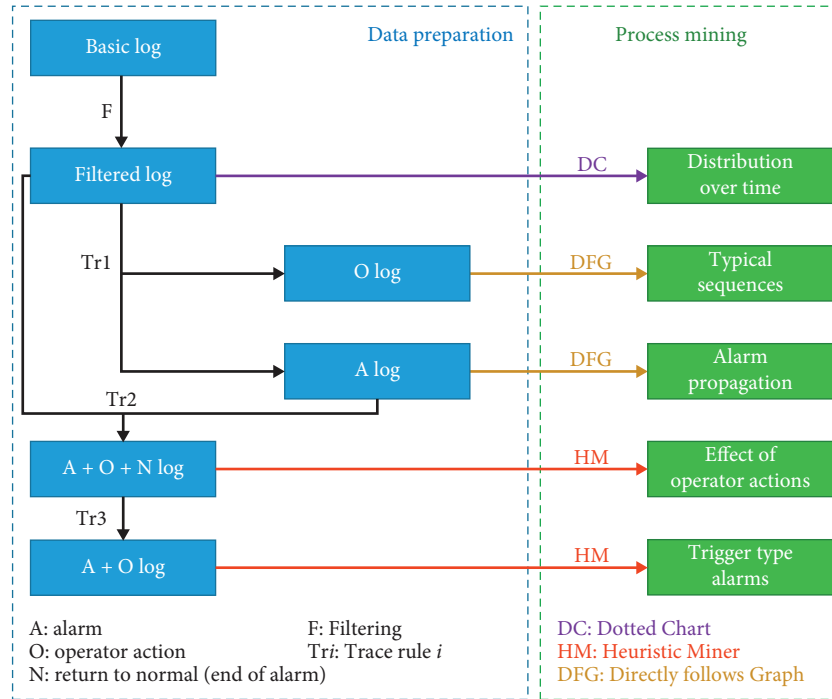 Data preparation
Process mining
Basic log
F
Filtered log
DC
Distribution
over time
Tr1
O log
DFG
Typical
sequences
A log
DFG
Alarm
propagation
Tr2
A + O + N log
HM
Effect of
operator actions
Tr3
A + O log
HM
Trigger type
alarms
A: alarm
O: operator action
N: return to normal (end of alarm)
F: Filtering
Tri: Trace rule i
DC: Dotted Chart
HM: Heuristic Miner
DFG: Directly follows Graph